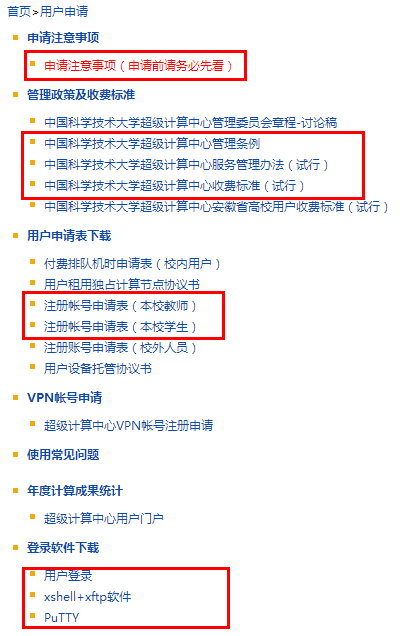 首页>用户申请
申请注意事项
申请注意事项（申请前请务必先看）
管理政策及收费标准
中国科学技术大学超级计算中心管理委员会章程-讨论稿
中国科学技术大学超级计算中心管理条例
中国科学技术大学超级计算中心服务管理办法（试行）
中国科学技术大学超级计算中心收费标准（试行）
中国科学技术大学超级计算中心安徽省高校用户收费标准（试行）
用户申请表下载
付费排队机时申请表（校内用户）
用户租用独占计算节点协议书
注册帐号申请表（本校教师）
注册帐号申请表（本校学生）
注册账号申请表（校外人员）
用户设备托管协议书
VPN帐号申请
超级计算中心VPN帐号注册申请
使用常见问题
年度计算成果统计
超级计算中心用户门户
登录软件下载
用户登录
xshell+xftp软件
PuTTY